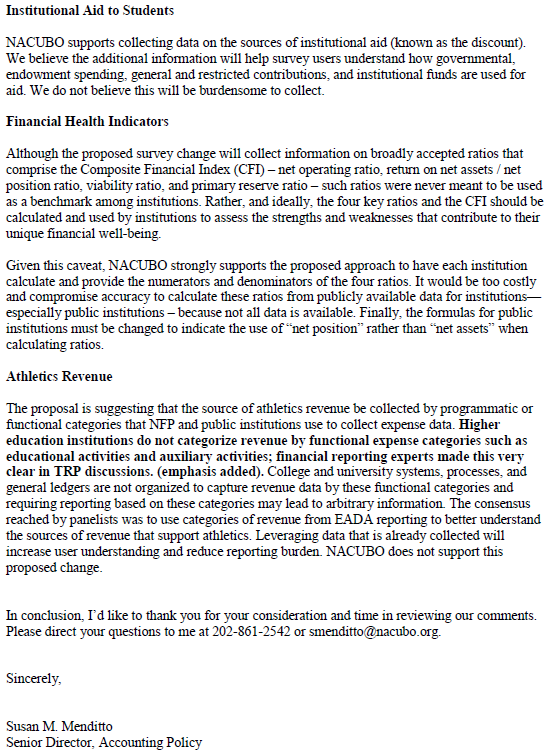 Institutional Aid to Students
NACUBO supports collecting data on the sources of institutional aid (known as the discount).
We believe the additional information will help survey users understand how governmental,
endowment spending, general and restricted contributions, and institutional funds are used for
aid. We do not believe this will be burdensome to collect.
Financial Health Indicators
Although the proposed survey change will collect information on broadly accepted ratios that
comprise the Composite Financial Index (CFI) – net operating ratio, return on net assets / net
position ratio, viability ratio, and primary reserve ratio – such ratios were never meant to be used
as a benchmark among institutions. Rather, and ideally, the four key ratios and the CFI should be
calculated and used by institutions to assess the strengths and weaknesses that contribute to their
unique financial well-being.
Given this caveat, NACUBO strongly supports the proposed approach to have each institution
calculate and provide the numerators and denominators of the four ratios. It would be too costly
and compromise accuracy to calculate these ratios from publicly available data for institutions—
especially public institutions – because not all data is available. Finally, the formulas for public
institutions must be changed to indicate the use of “net position” rather than “net assets” when
calculating ratios.
Athletics Revenue
The proposal is suggesting that the source of athletics revenue be collected by programmatic or
functional categories that NFP and public institutions use to collect expense data. Higher
education institutions do not categorize revenue by functional expense categories such as
educational activities and auxiliary activities; financial reporting experts made this very
clear in TRP discussions. (emphasis added). College and university systems, processes, and
general ledgers are not organized to capture revenue data by these functional categories and
requiring reporting based on these categories may lead to arbitrary information. The consensus
reached by panelists was to use categories of revenue from EADA reporting to better understand
the sources of revenue that support athletics. Leveraging data that is already collected will
increase user understanding and reduce reporting burden. NACUBO does not support this
proposed change.
In conclusion, I’d like to thank you for your consideration and time in reviewing our comments.
Please direct your questions to me at 202-861-2542 or smenditto@nacubo.org.
Sincerely,
Susan M. Menditto
Senior Director, Accounting Policy